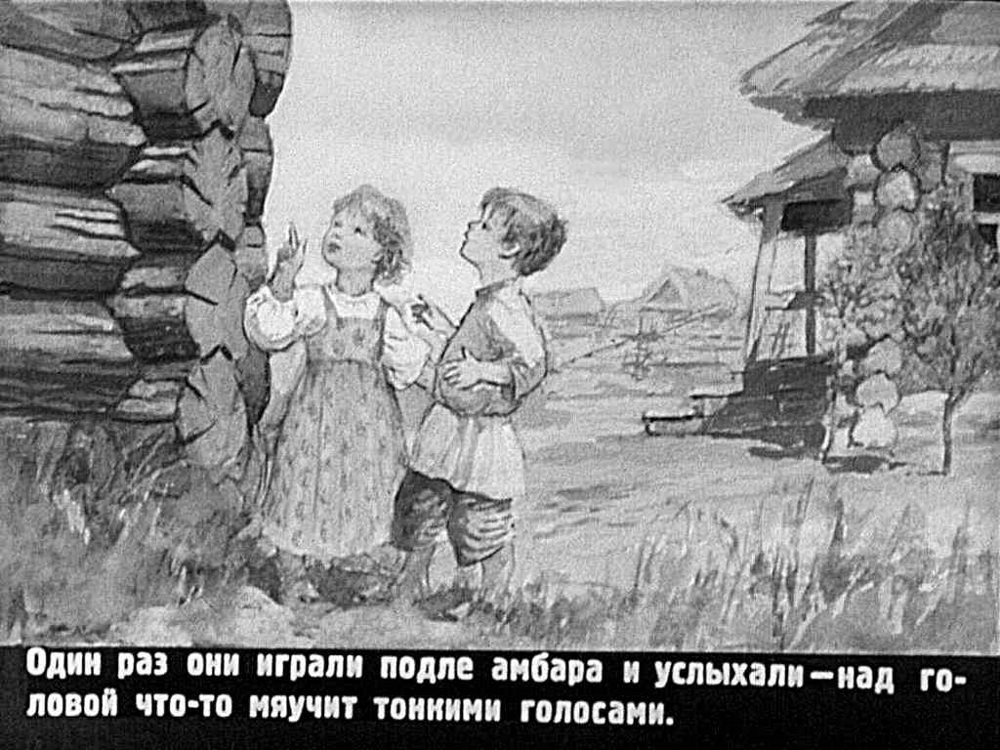 Один раз они играли подле амбара и услыхали—над го-
ловой что-то мяучит тонкими голосами.